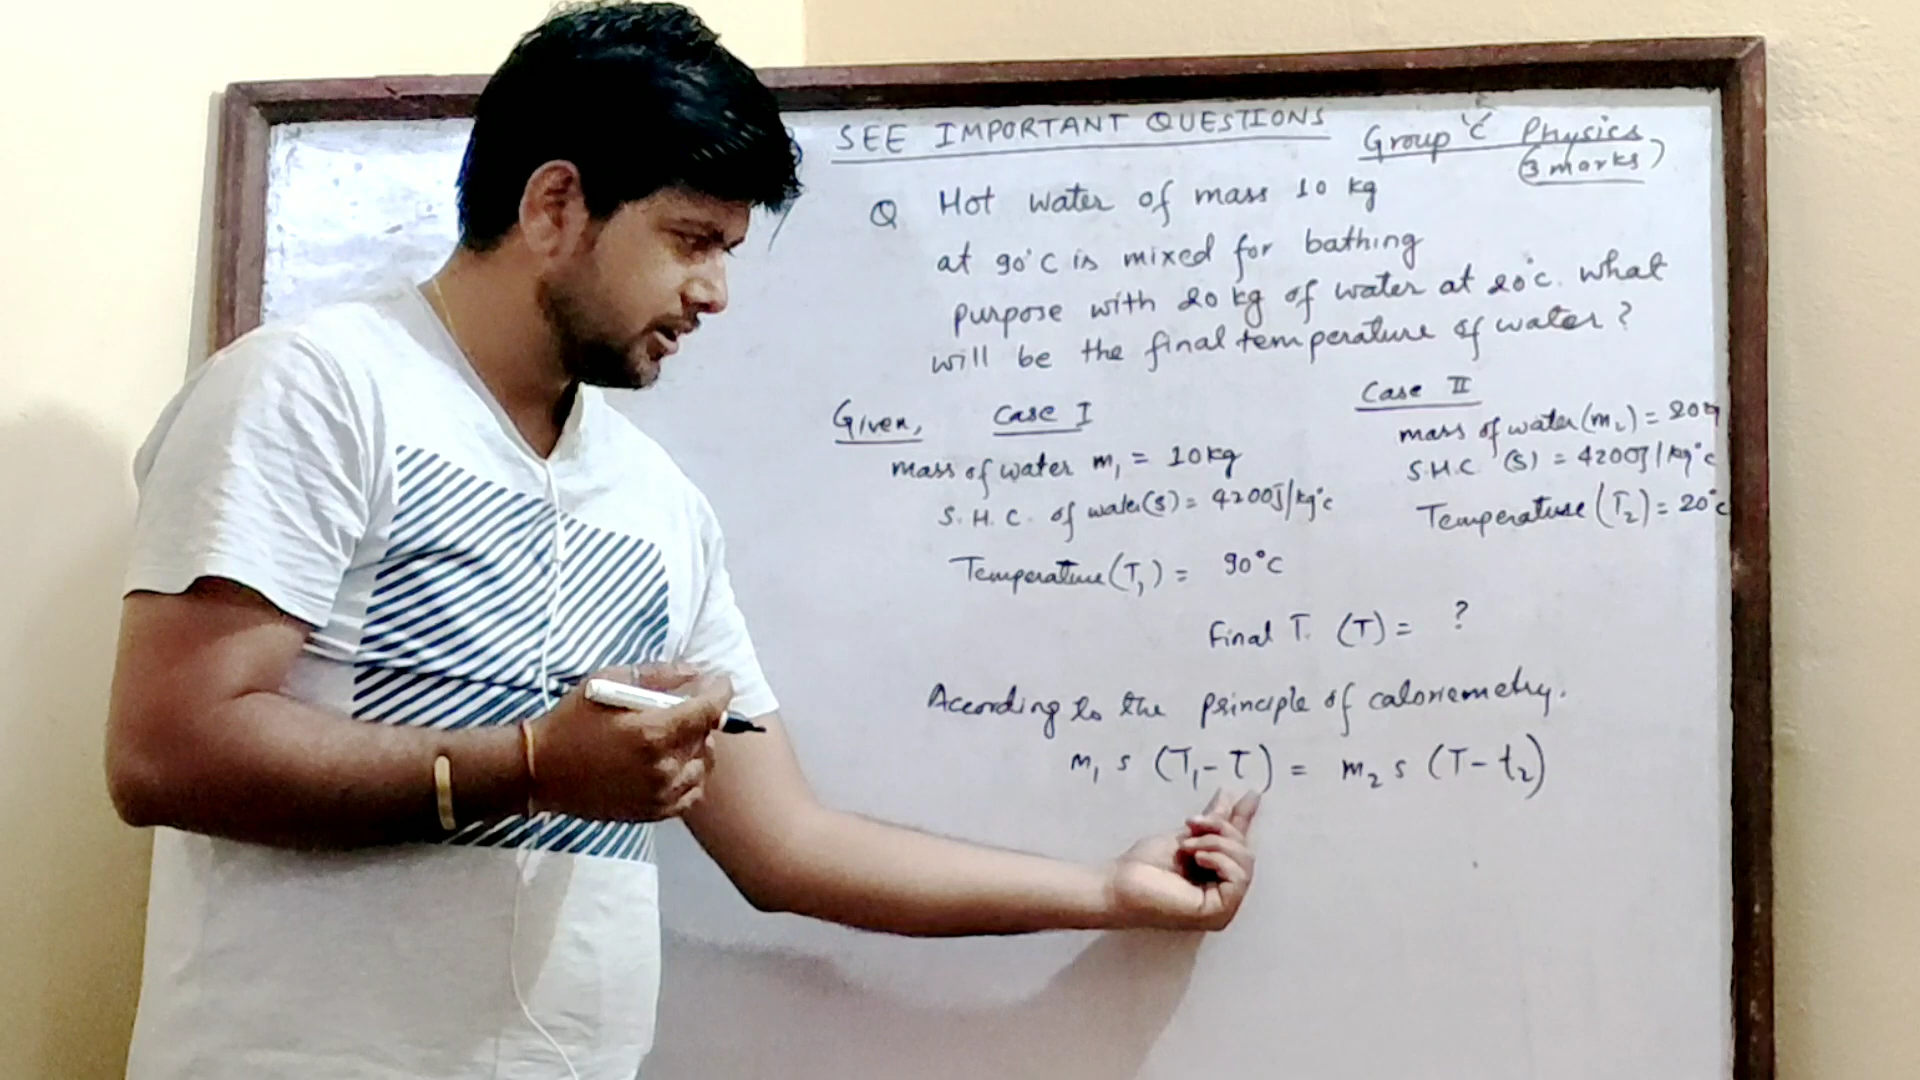 SEE IMPORTANT QUESTIONS
Group 'C' Physics
(3 marks)
Q Hot water of mass 10 kg
at 90°C is mixed for bathing
purpose with 20 kg of water at 20°C. What
will be the final temperature of water?
Given, Case I
mass of water m₁ = 10kg
S.H.C. of water(s) = 4200J/kg°C
Temperature(T₁) = 90°C
Case II
mass of water(m₂) = 20kg
S.H.C. (s) = 4200J/kg°C
Temperature(T₂) = 20°C
Final T. (T) = ?
According to the principle of caloriemetry.
m₁ s (T₁-T) = m₂ s (T-t₂)